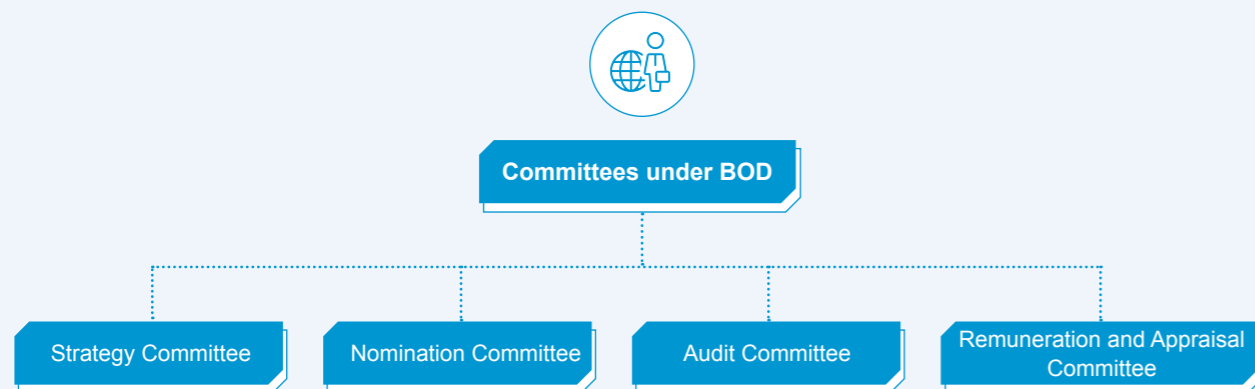 Committees under BOD
Strategy Committee
Nomination Committee
Audit Committee
Remuneration and Appraisal
Committee